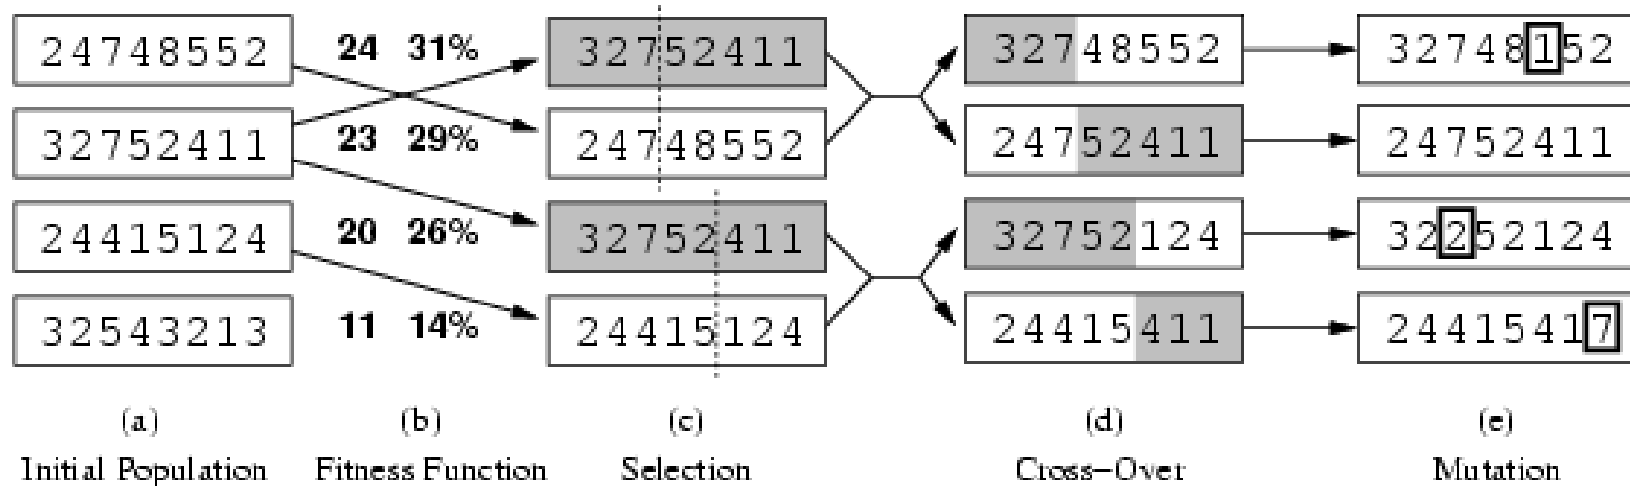 24748552 24 31% 32752411 32748552 32748152
32752411 23 29% 24748552 24752411 24752411
24415124 20 26% 32752411 32752124 32252124
32543213 11 14% 24415124 24415411 24415417
(a) (b) (c) (d) (e)
Initial Population Fitness Function Selection Cross–Over Mutation